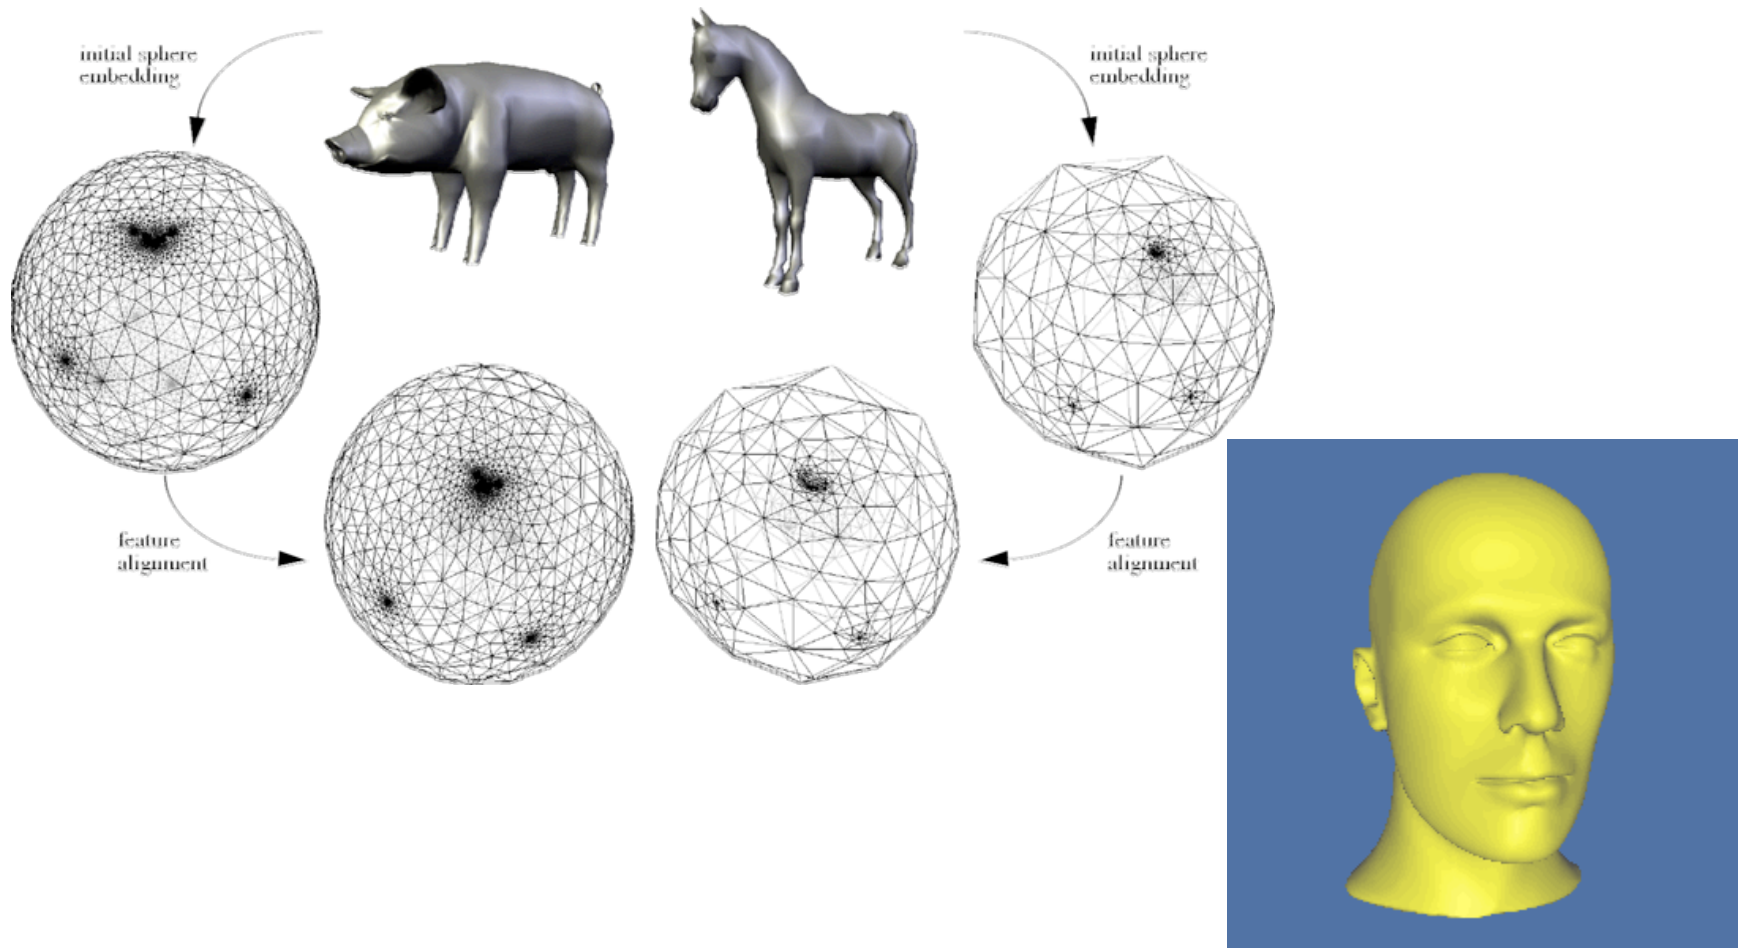 initial sphere
embedding
initial sphere
embedding
feature
alignment
feature
alignment